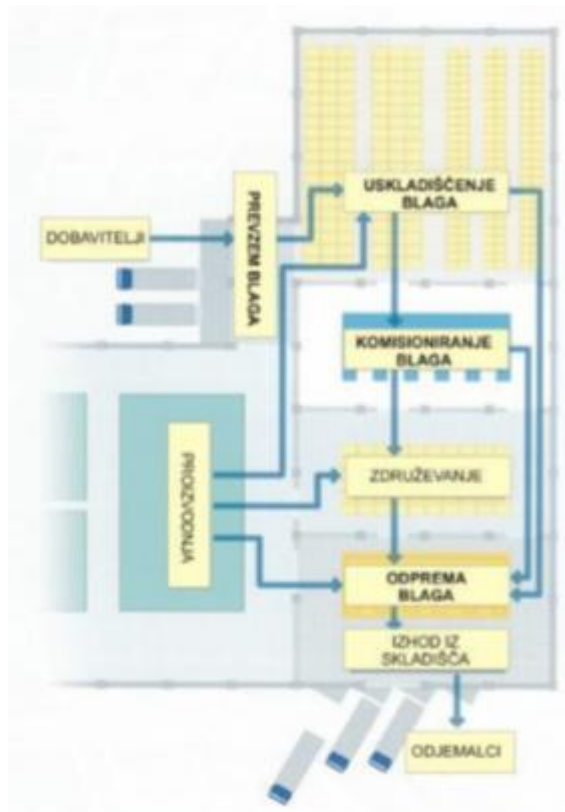 USKLADIŠČENJE
BLAGA
PREVZEM BLAGA
DOBAVITELJI
KOMISIONIRANJE
BLAGA
PROIZVODNJA
ZDRUŽEVANJE
ODPREMA
BLAGA
IZHOD IZ
SKLADIŠČA
ODJEMALCI